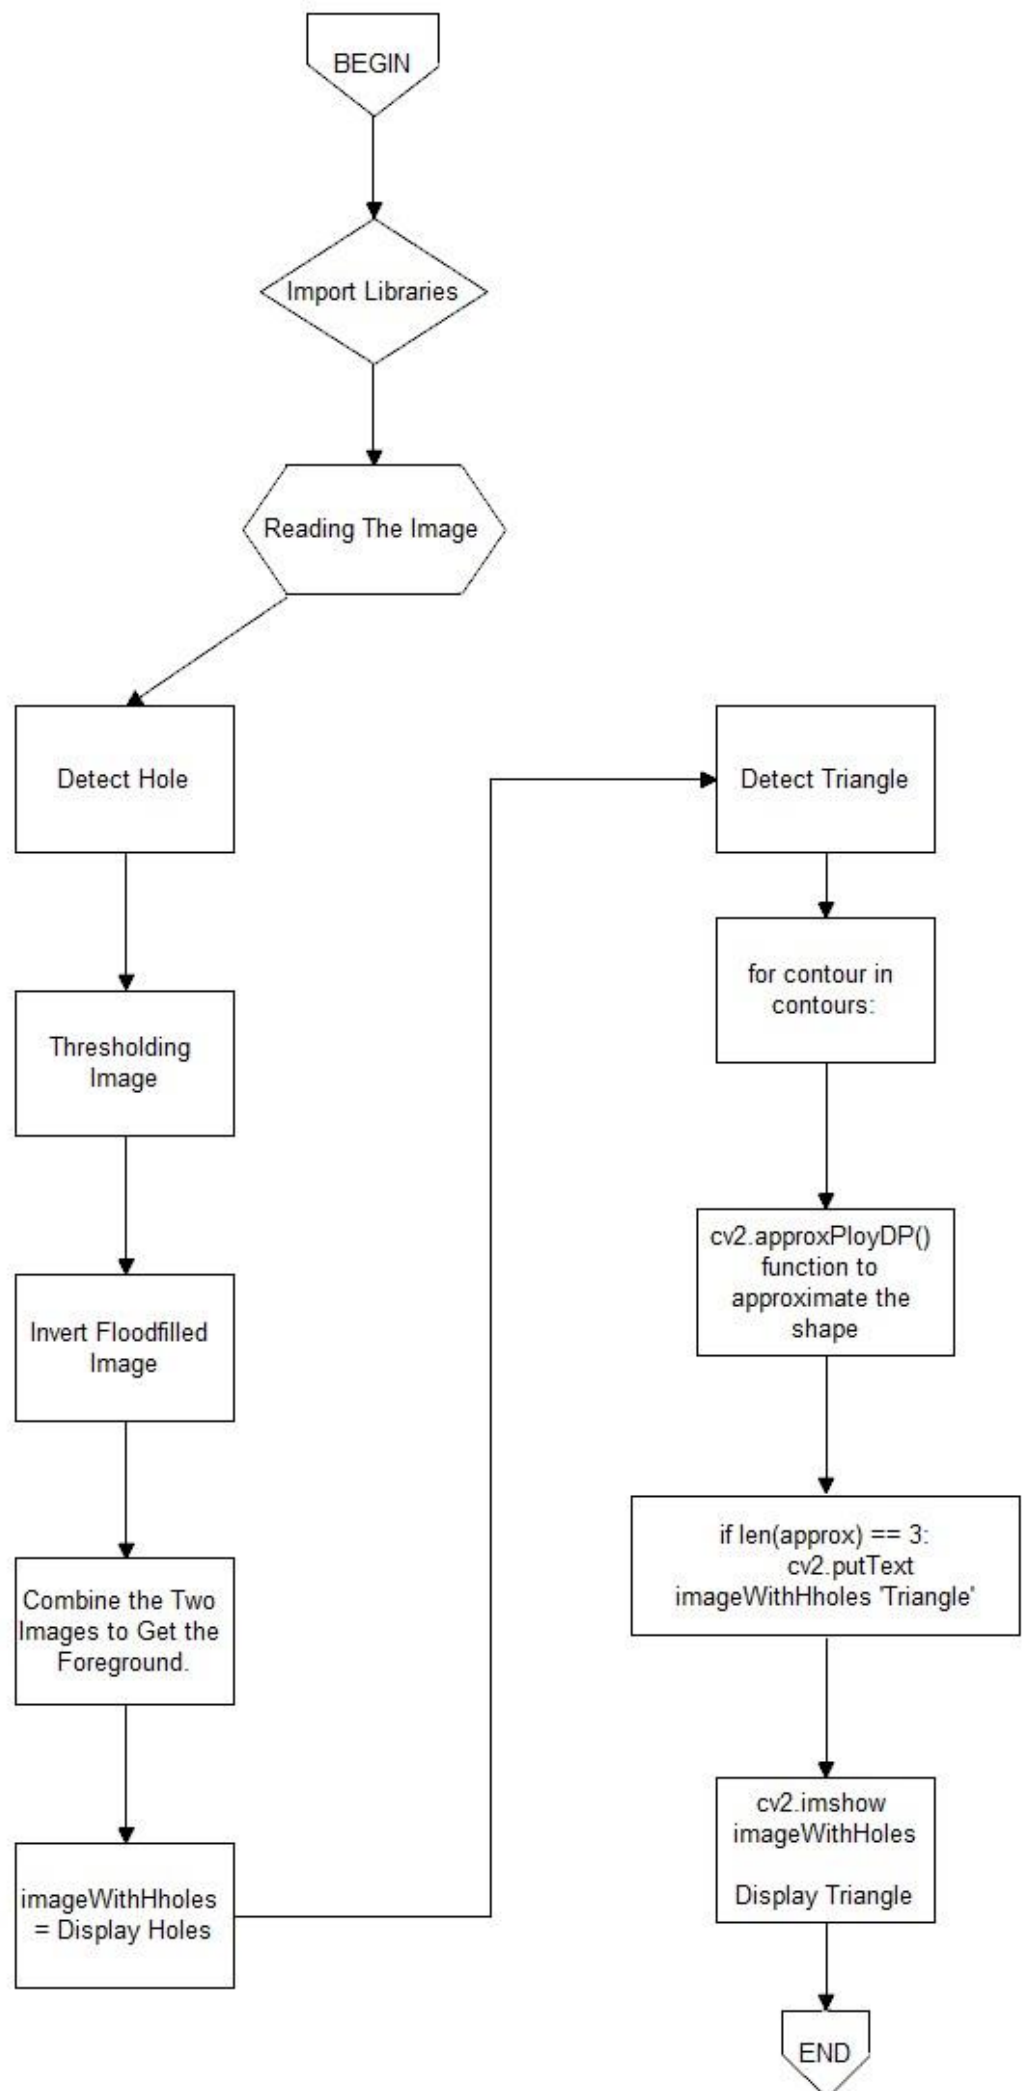 BEGIN
Import Libraries
Reading The Image
Detect Hole
Thresholding
Image
Invert Floodfilled
Image
Combine the Two
Images to Get the
Foreground.
imageWithHholes
= Display Holes
Detect Triangle
for contour in
contours:
cv2.approxPloyDP()
function to
approximate the
shape
if len(approx) == 3:
cv2.putText
imageWithHholes 'Triangle'
cv2.imshow
imageWithHoles
Display Triangle
END